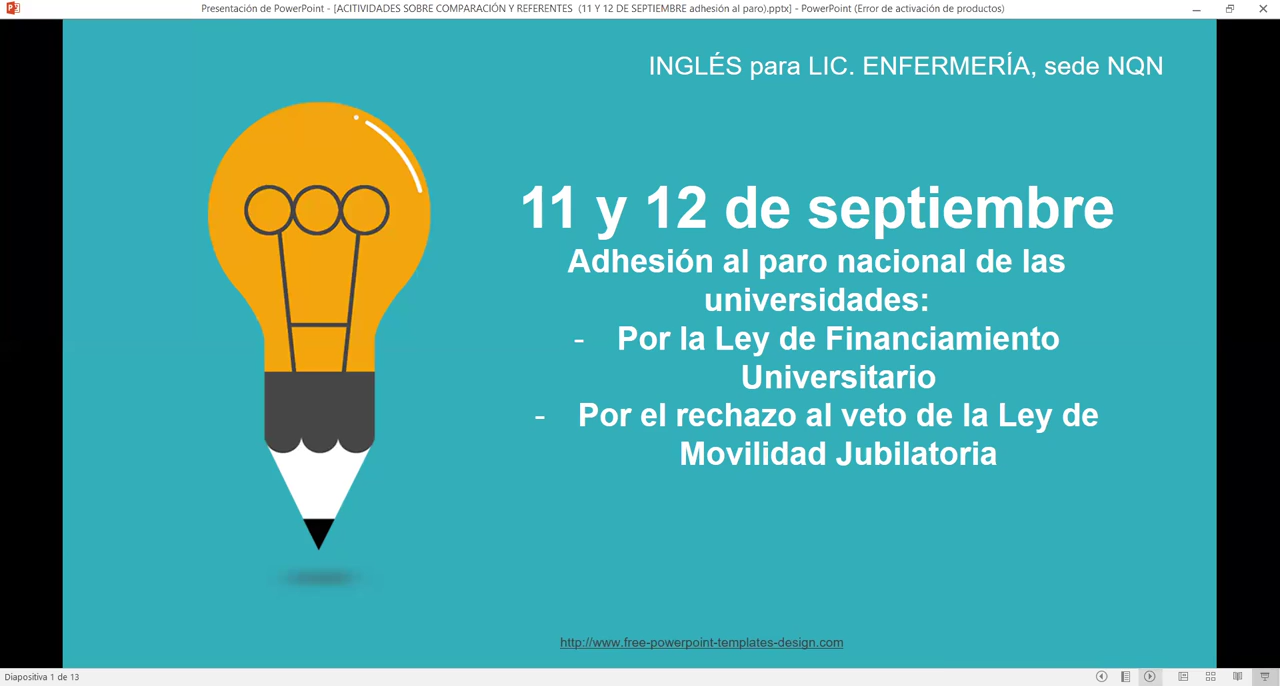 Presentación de PowerPoint - [ACITIVIDADES SOBRE COMPARACIÓN Y REFERENTES (11 Y 12 DE SEPTIEMBRE adhesión al paro).pptx] - PowerPoint (Error de activación de productos)
INGLÉS para LIC. ENFERMERÍA, sede NQN
11 y 12 de septiembre
Adhesión al paro nacional de las
universidades:
- Por la Ley de Financiamiento
Universitario
- Por el rechazo al veto de la Ley de
Movilidad Jubilatoria
http://www.free-powerpoint-templates-design.com
Diapositiva 1 de 13